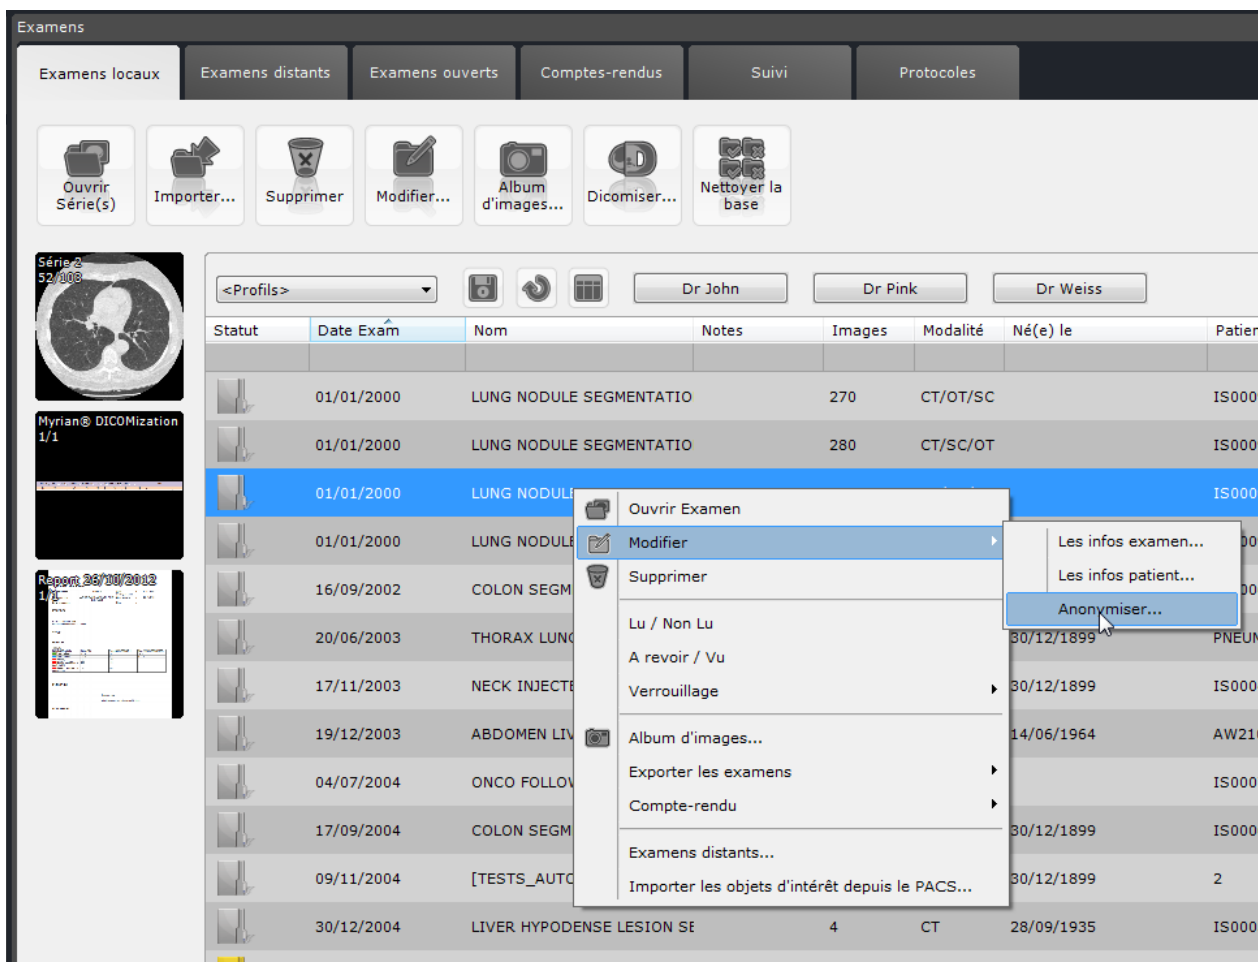 Examens
Examens locaux
Examens distants
Examens ouverts
Comptes-rendus
Suivi
Protocoles
Ouvrir
Série(s)
Importer...
Supprimer
Modifier...
Album
d'images...
Dicomiser...
Nettoyer la
base
Série 2
52/103
Myrian® DICOMization
1/1
Report 26/10/2012
1/1
<Profils>
Dr John
Dr Pink
Dr Weiss
Statut Date Exam Nom Notes Images Modalité Né(e) le Patien
01/01/2000 LUNG NODULE SEGMENTATIO 270 CT/OT/SC IS000
01/01/2000 LUNG NODULE SEGMENTATIO 280 CT/SC/OT IS000
01/01/2000 LUNG NODULE IS000
01/01/2000 LUNG NODULE
16/09/2002 COLON SEGM
20/06/2003 THORAX LUNG 30/12/1899 PNEUM
17/11/2003 NECK INJECTE 30/12/1899 IS000
19/12/2003 ABDOMEN LIV 14/06/1964 AW210
04/07/2004 ONCO FOLLOW IS000
17/09/2004 COLON SEGM 30/12/1899 IS000
09/11/2004 [TESTS_AUTO 30/12/1899 2
30/12/2004 LIVER HYPODENSE LESION SE 4 CT 28/09/1935 IS000
Ouvrir Examen
Modifier
Supprimer
Lu / Non Lu
A revoir / Vu
Verrouillage
Album d'images...
Exporter les examens
Compte-rendu
Examens distants...
Importer les objets d'intérêt depuis le PACS...
Les infos examen...
Les infos patient...
Anonymiser...